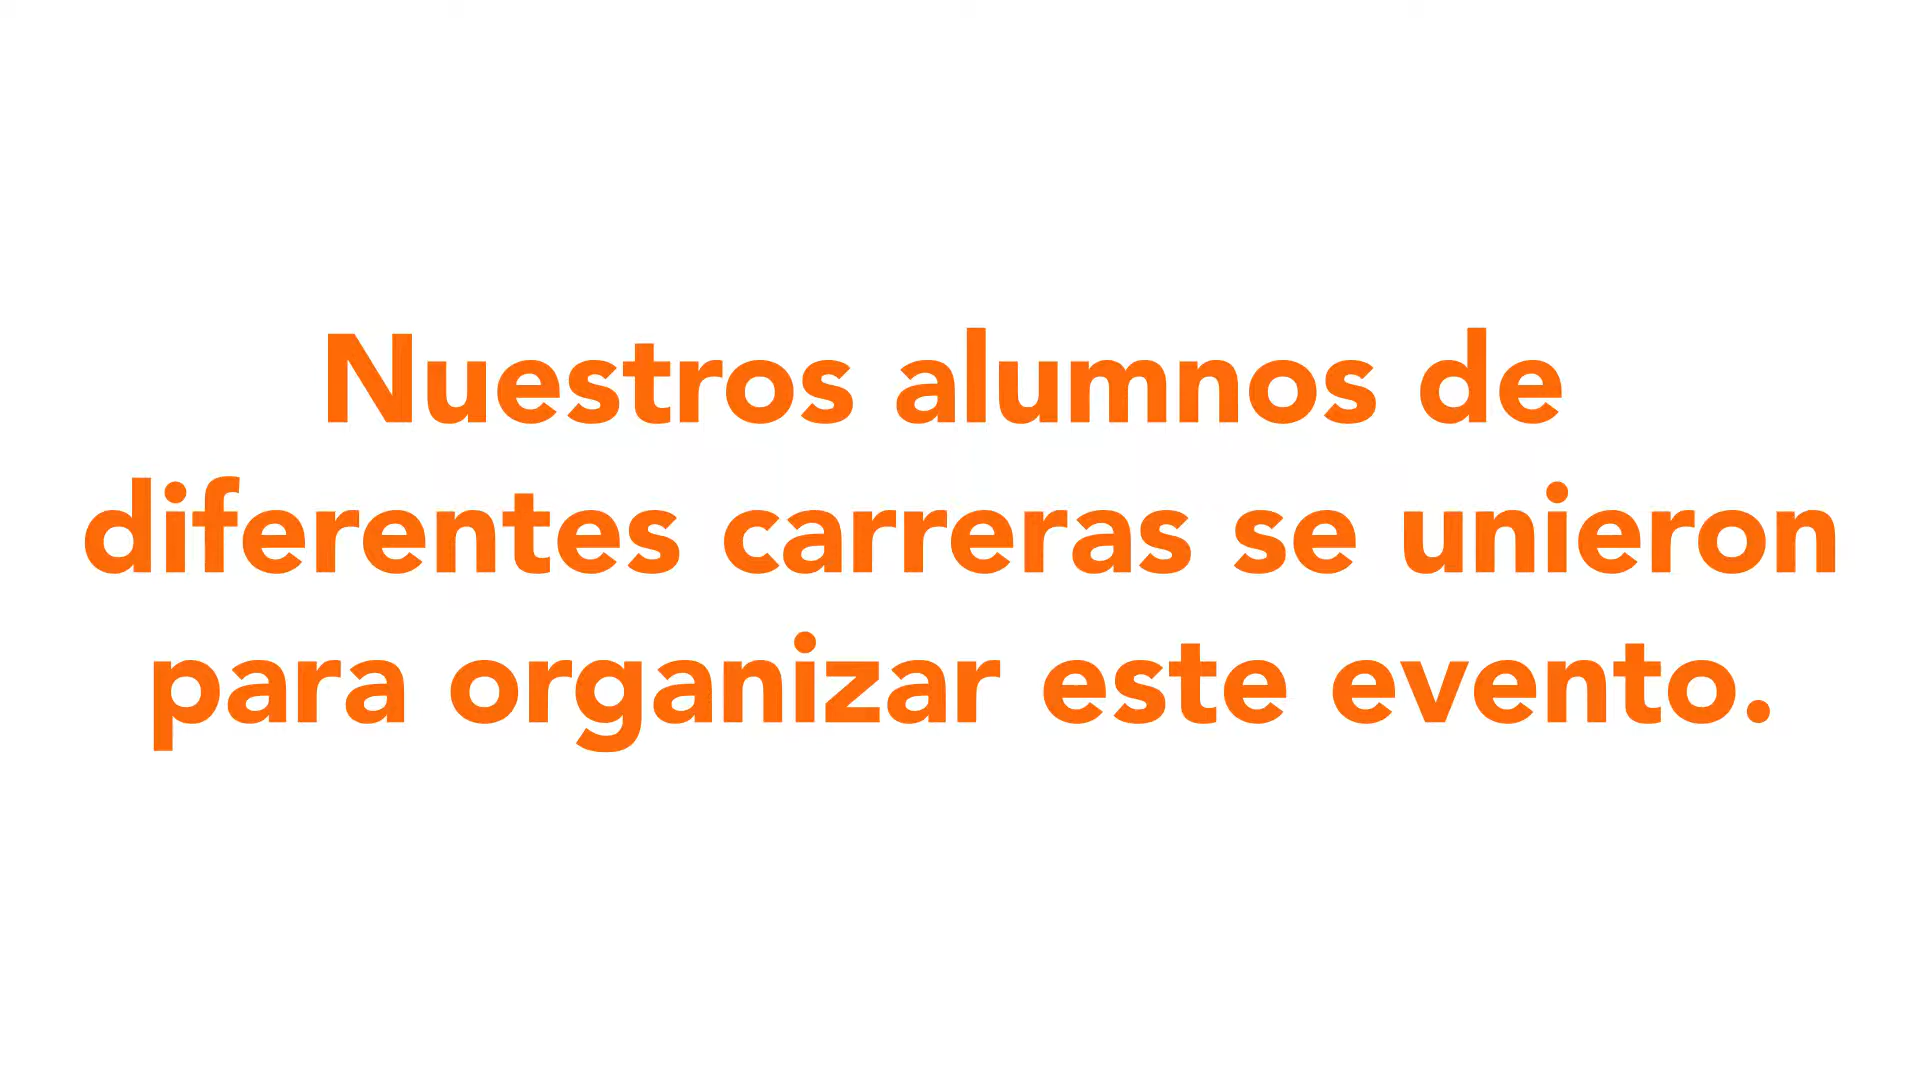 Nuestros alumnos de
diferentes carreras se unieron
para organizar este evento.